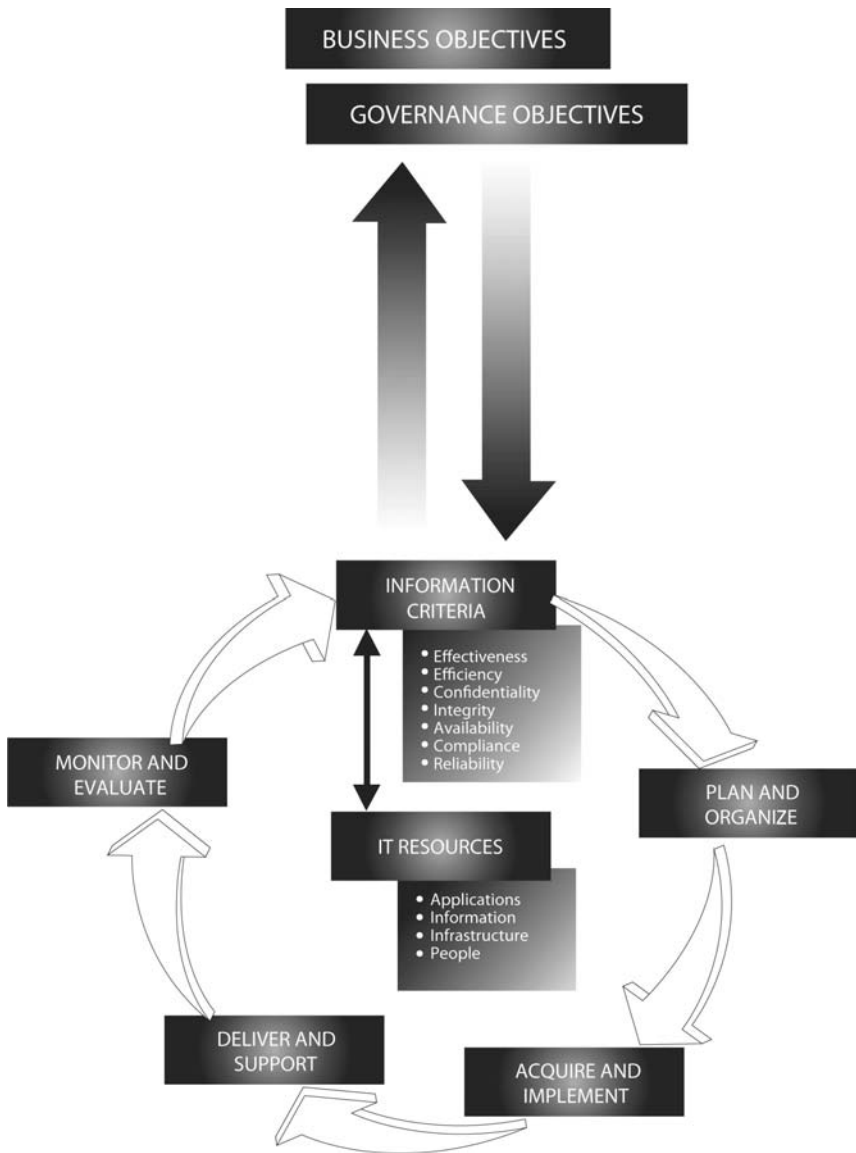 BUSINESS OBJECTIVES
GOVERNANCE OBJECTIVES
INFORMATION
CRITERIA
• Effectiveness
• Efficiency
• Confidentiality
• Integrity
• Availability
• Compliance
• Reliability
MONITOR AND
EVALUATE
PLAN AND
ORGANIZE
IT RESOURCES
• Applications
• Information
• Infrastructure
• People
DELIVER AND
SUPPORT
ACQUIRE AND
IMPLEMENT